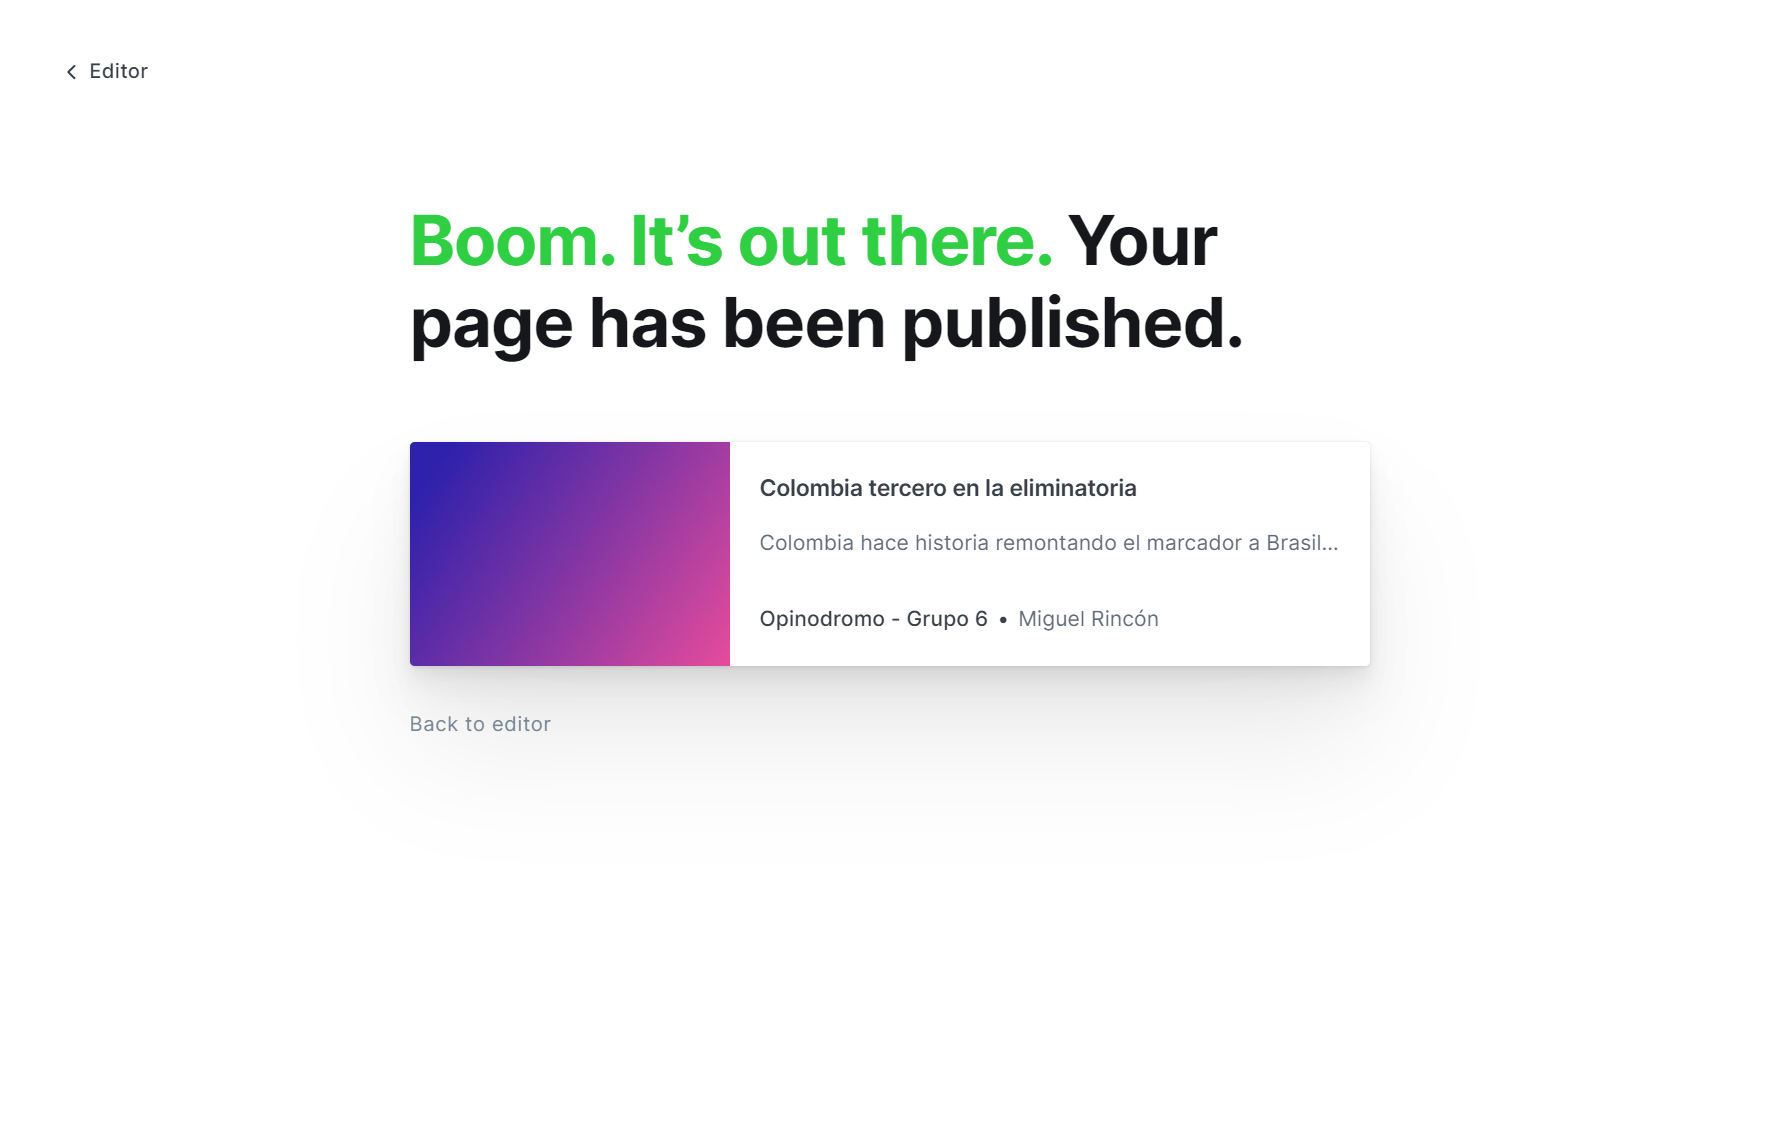 Editor
Boom. It’s out there. Your
page has been published.
Colombia tercero en la eliminatoria
Colombia hace historia remontando el marcador a Brasil...
Opinodromo - Grupo 6 • Miguel Rincón
Back to editor